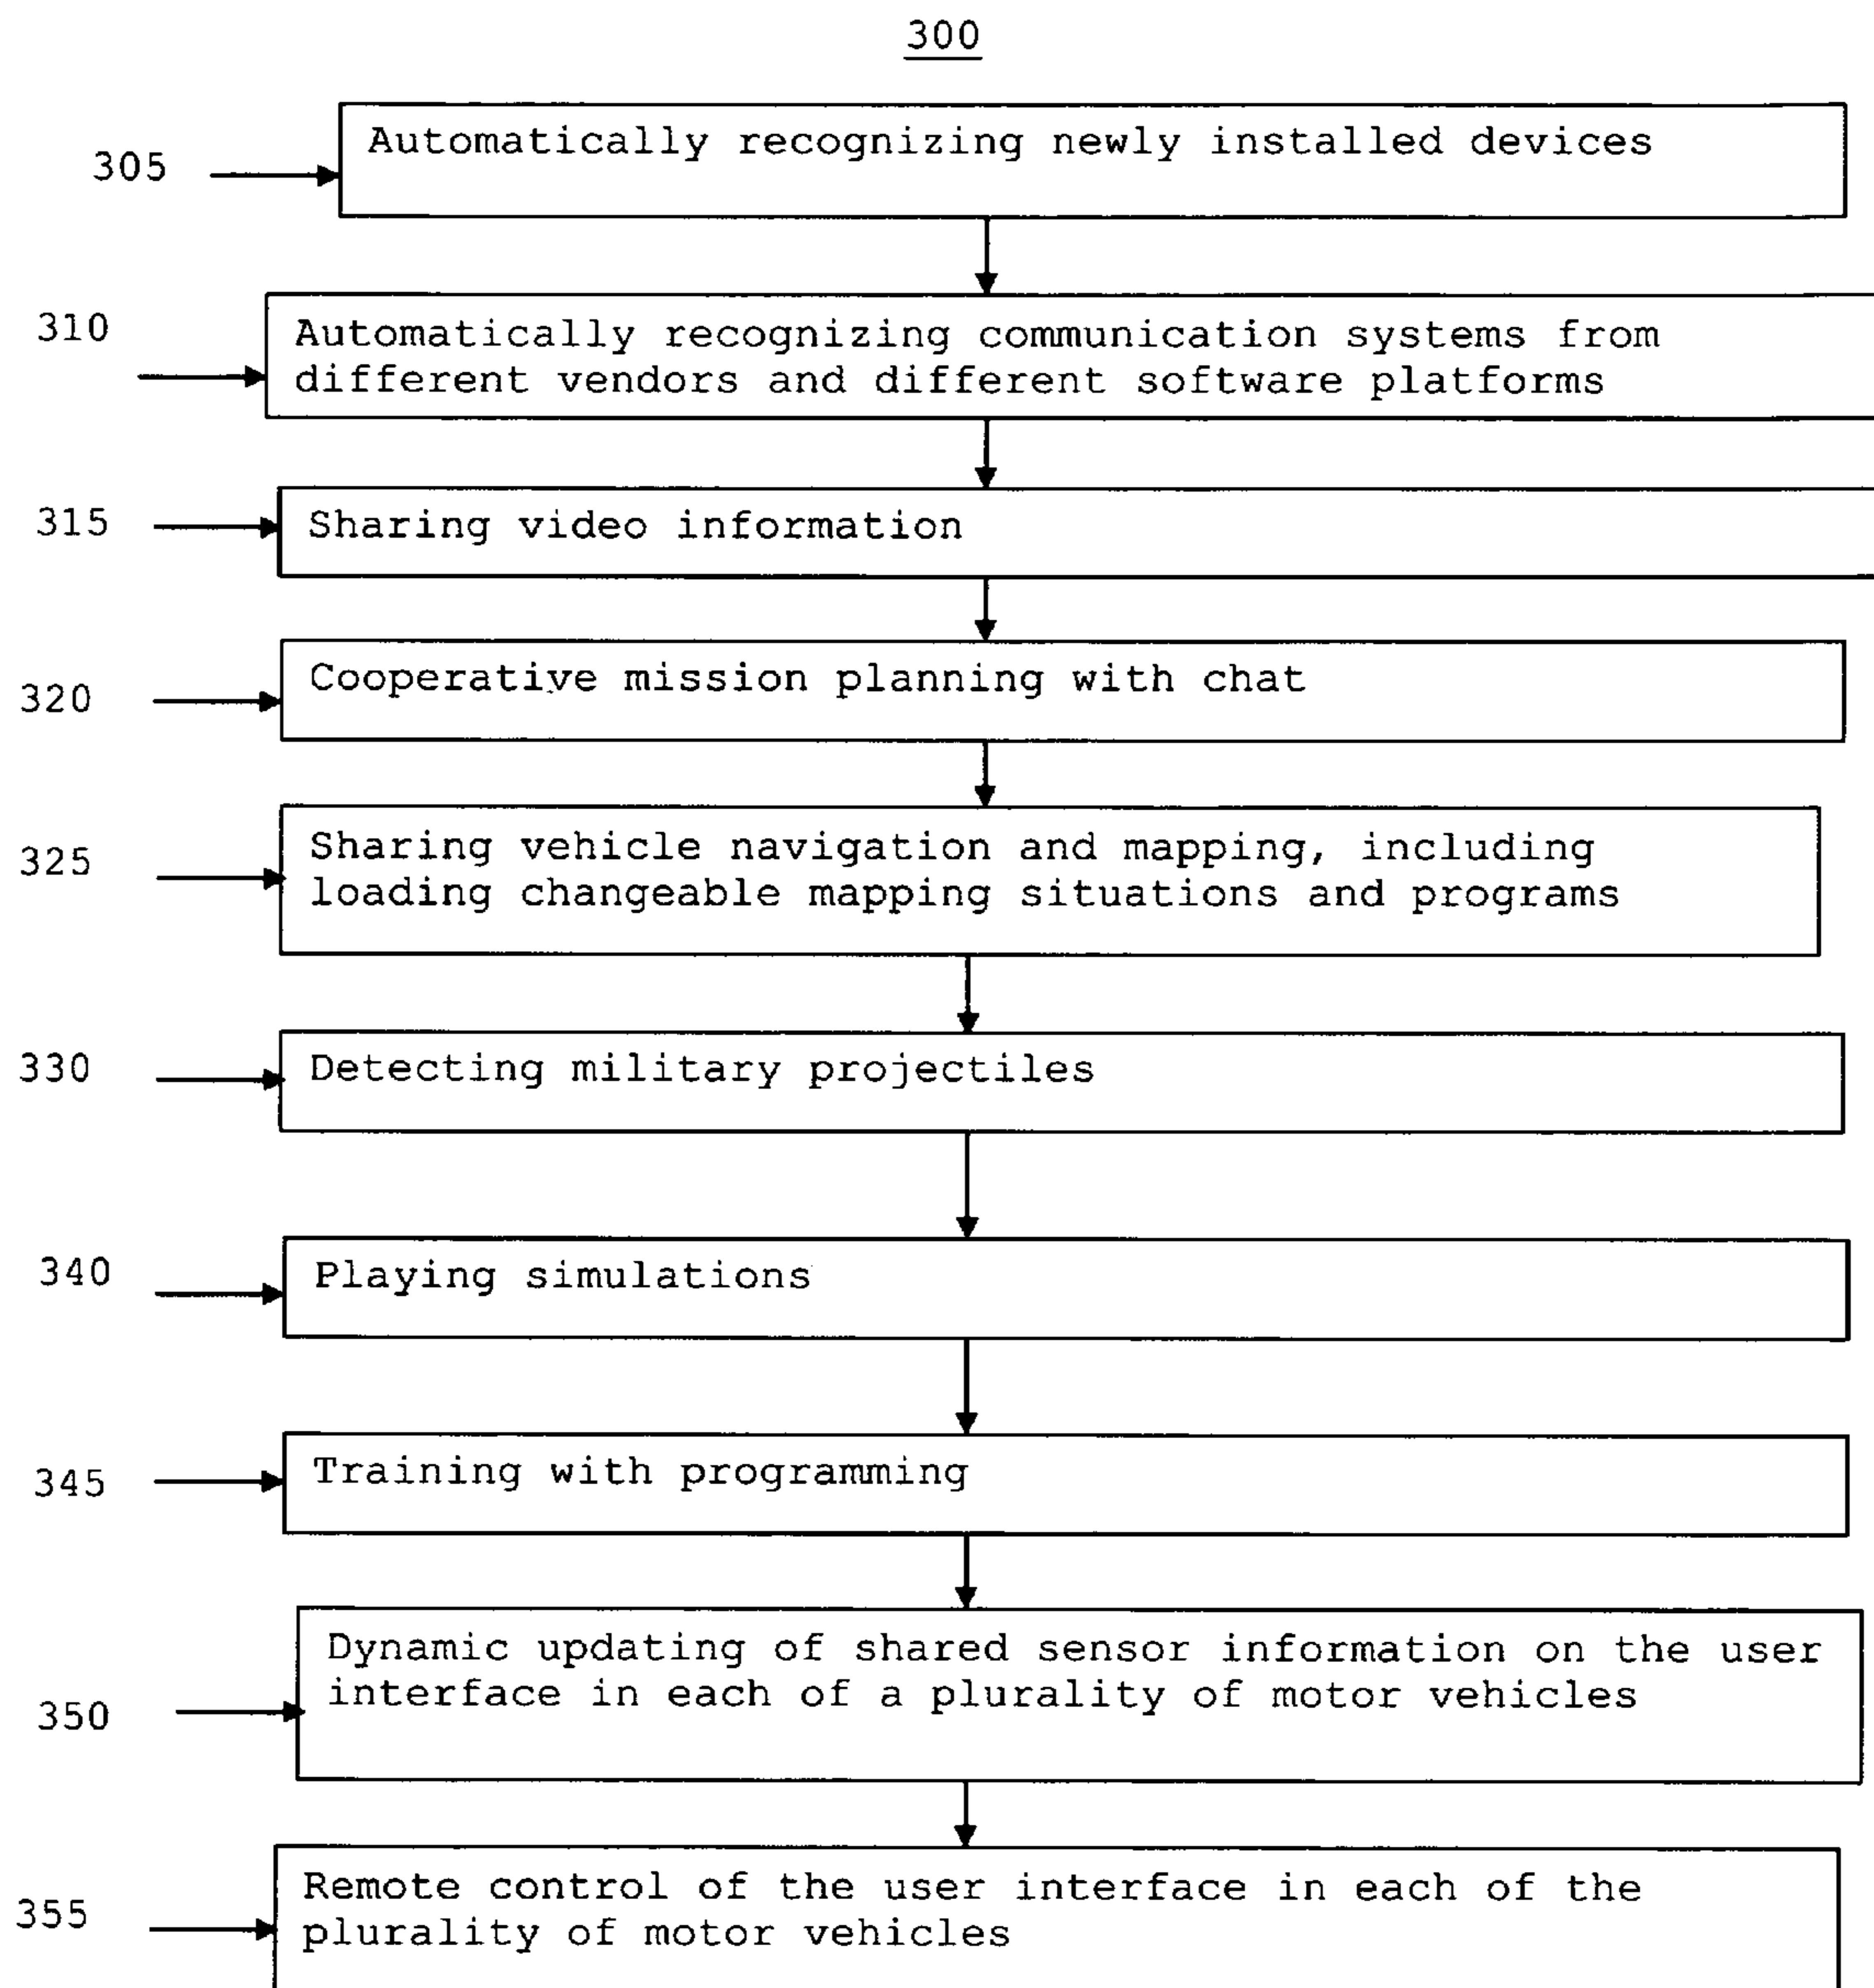 300
305
Automatically recognizing newly installed devices
310
Automatically recognizing communication systems from
different vendors and different software platforms
315
Sharing video information
320
Cooperative mission planning with chat
325
Sharing vehicle navigation and mapping, including
loading changeable mapping situations and programs
330
Detecting military projectiles
340
Playing simulations
345
Training with programming
350
Dynamic updating of shared sensor information on the user
interface in each of a plurality of motor vehicles
355
Remote control of the user interface in each of the
plurality of motor vehicles